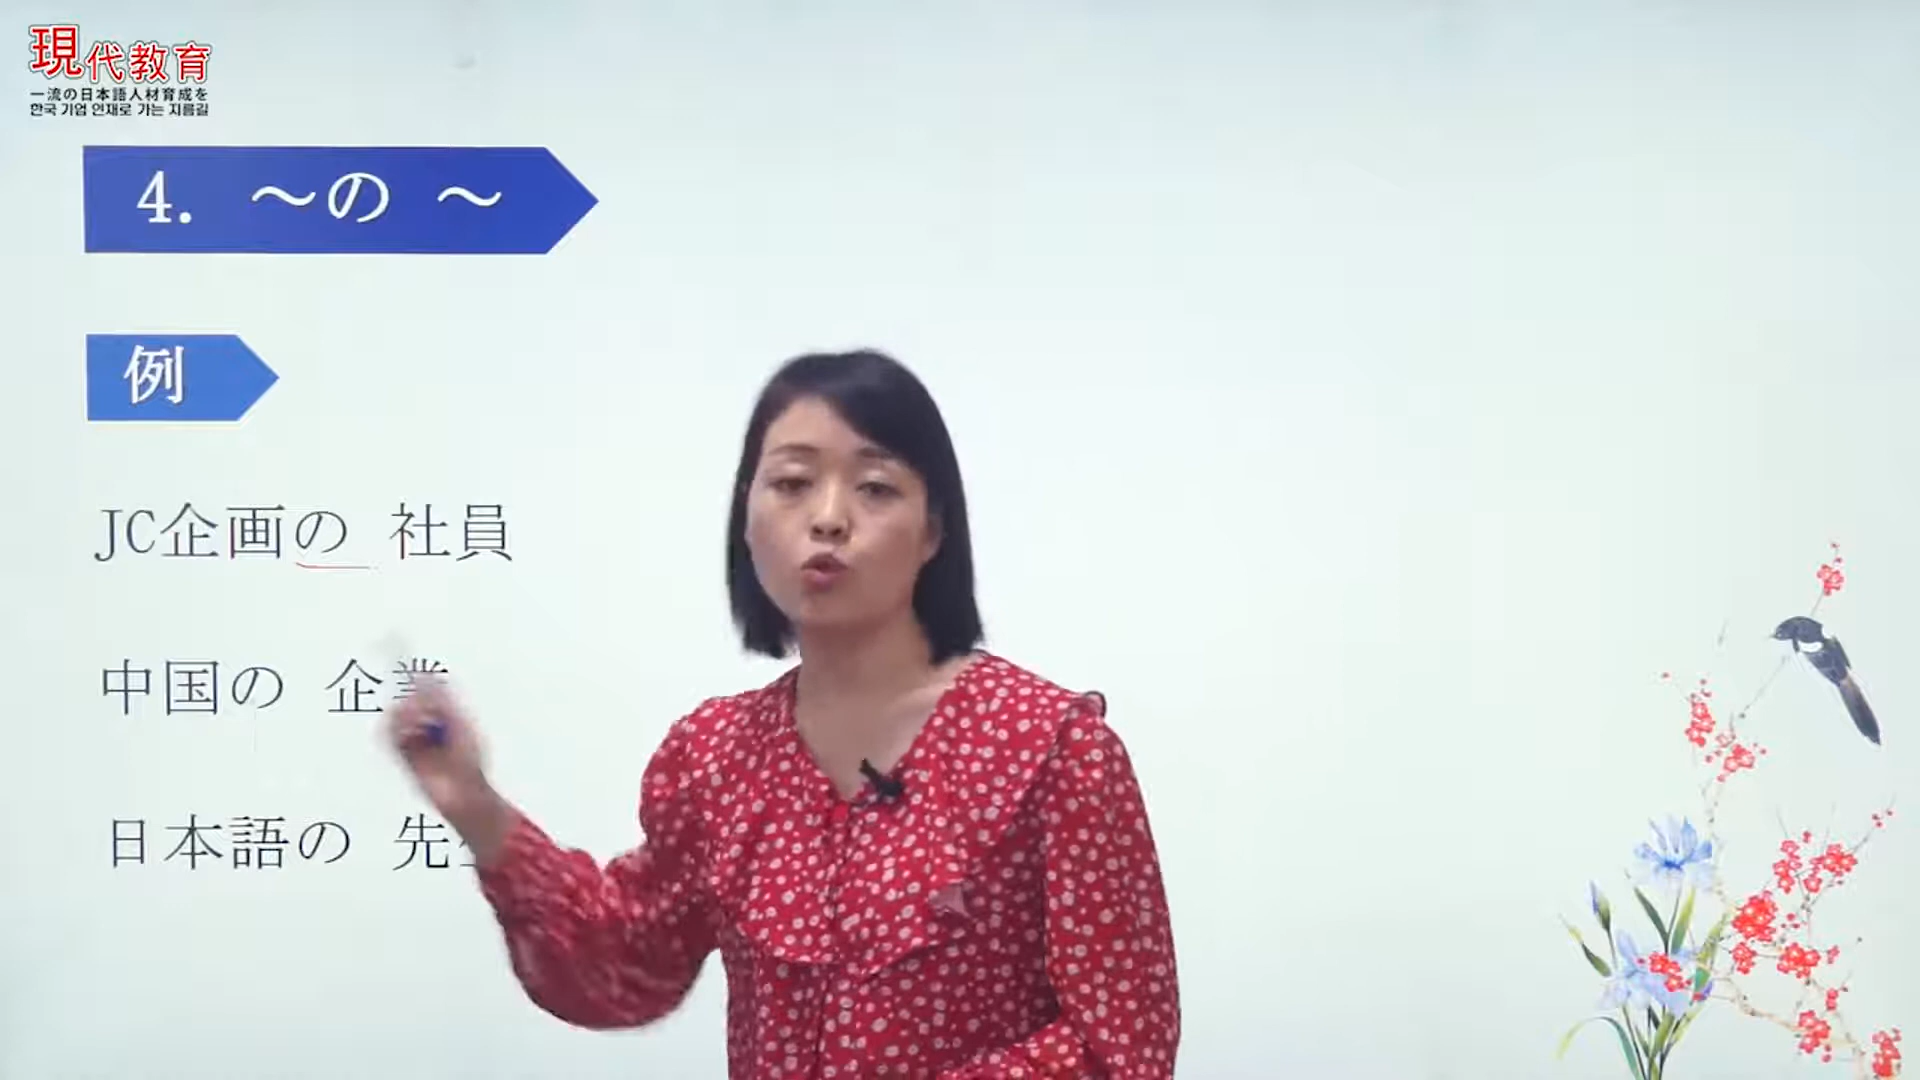 現代教育
一流の日本語人材育成を
한국 기업 인재로 가는 지름길
4. ～の ～
例
JC企画の 社員
中国の 企業
日本語の 先